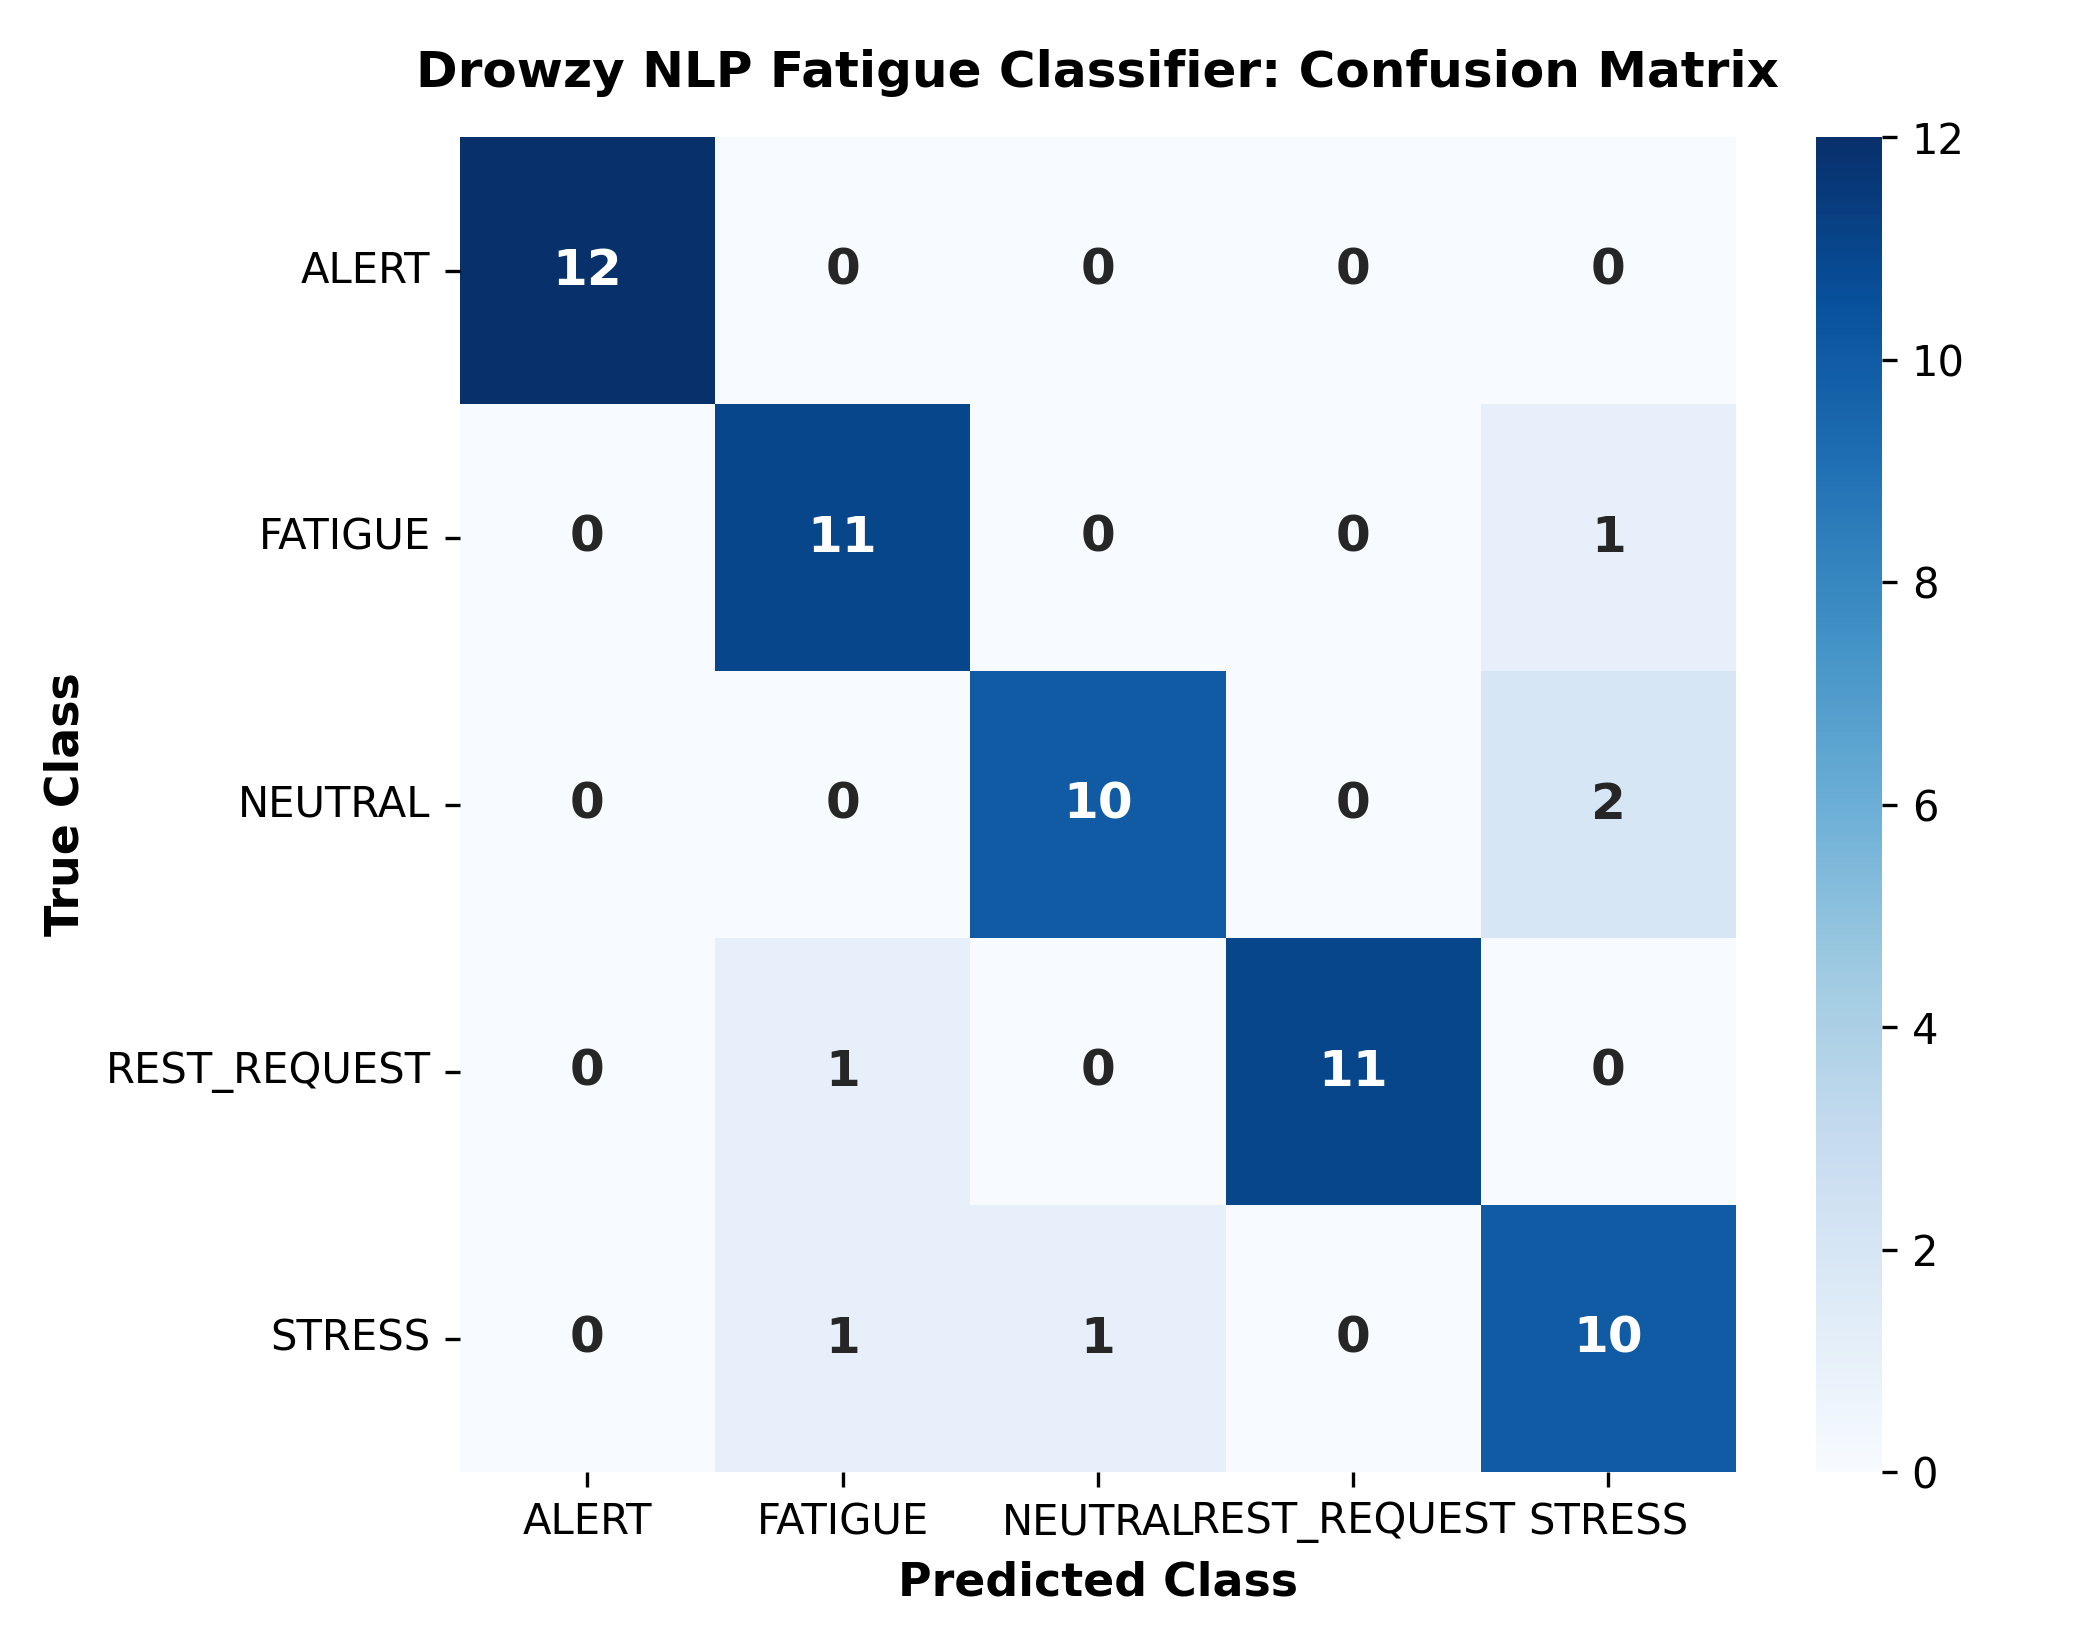 Drowzy NLP Fatigue Classifier: Confusion Matrix
12
ALERT 12 0 0 0 0
10
FATIGUE 0 11 0 0 1
8
True Class
NEUTRAL 0 0 10 0 2
6
4
REST_REQUEST 0 1 0 11 0
2
STRESS 0 1 1 0 10
0
ALERT FATIGUE NEUTRAL REST_REQUEST STRESS
Predicted Class